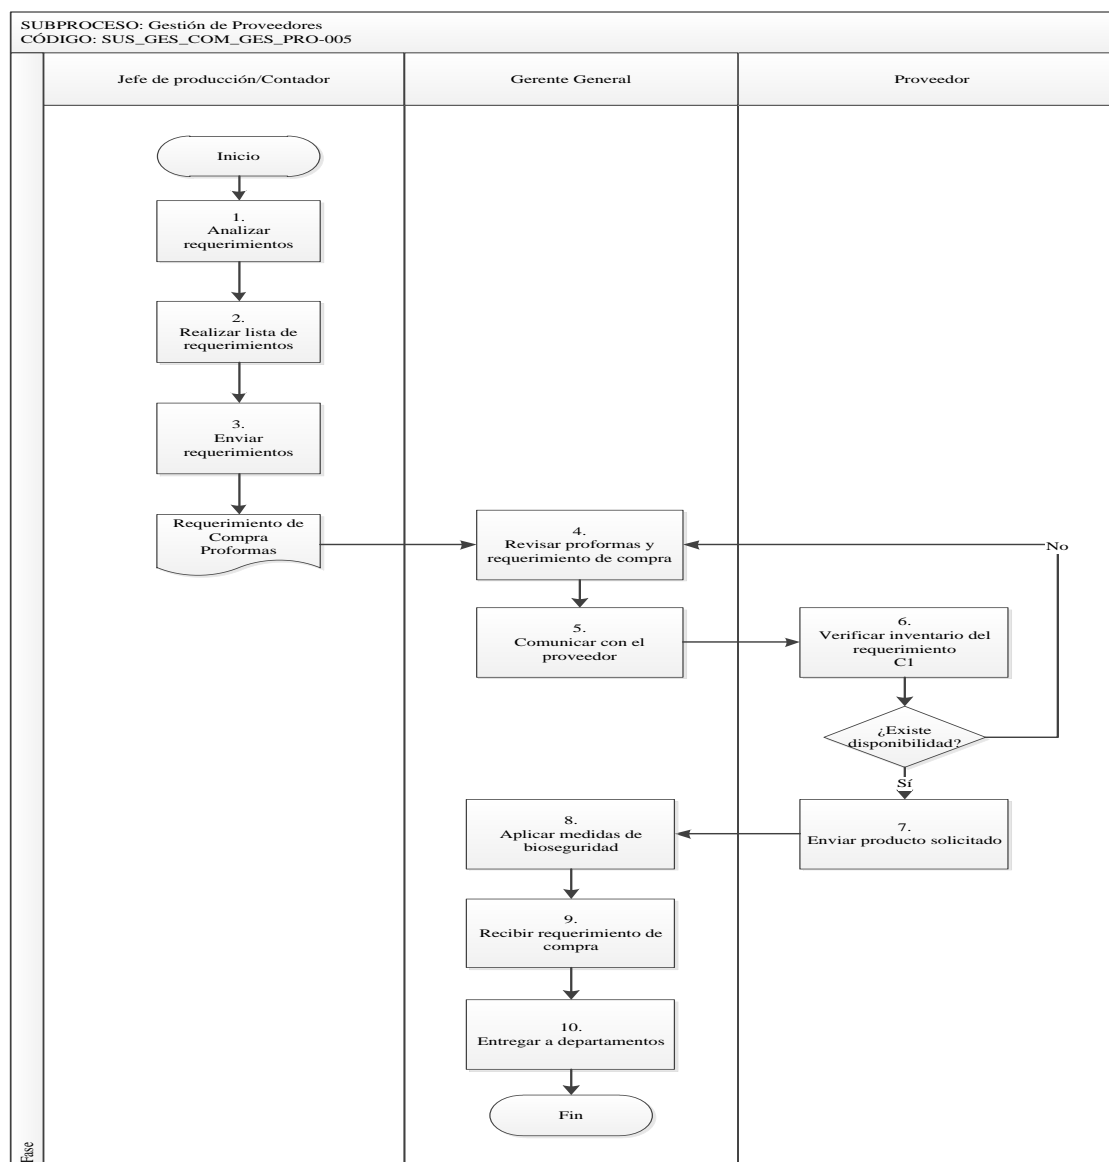 SUBPROCESO: Gestión de Proveedores
CÓDIGO: SUS_GES_COM_GES_PRO-005
Jefe de producción/Contador
Gerente General
Proveedor
Inicio
1.
Analizar
requerimientos
2.
Realizar lista de
requerimientos
3.
Enviar
requerimientos
Requerimiento de
Compra
Proformas
4.
Revisar proformas y
requerimiento de compra
No
5.
Comunicar con el
proveedor
6.
Verificar inventario del
requerimiento
C1
¿Existe
disponibilidad?
Sí
7.
Enviar producto solicitado
8.
Aplicar medidas de
bioseguridad
9.
Recibir requerimiento de
compra
10.
Entregar a departamentos
Fin
Fase